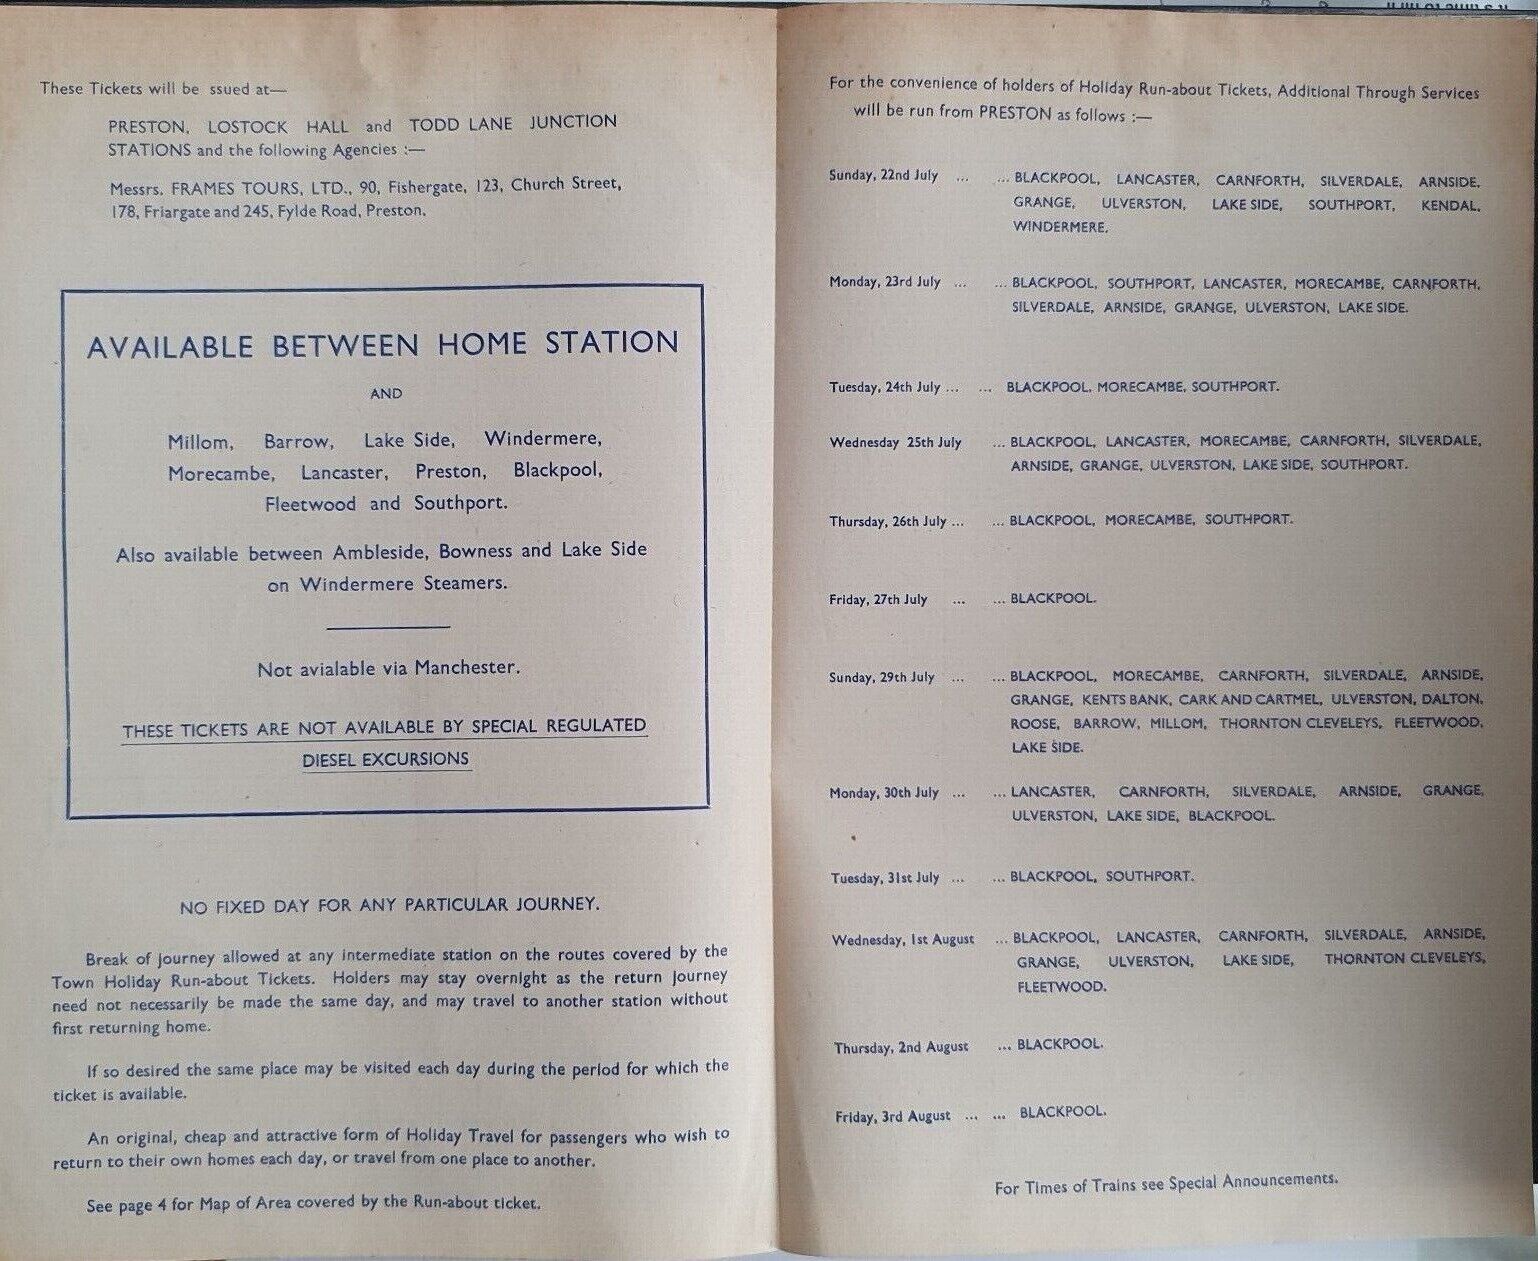 These Tickets will be ssued at—
PRESTON, LOSTOCK HALL and TODD LANE JUNCTION
STATIONS and the following Agencies :—
Messrs. FRAMES TOURS, LTD., 90, Fishergate, 123, Church Street,
178, Friargate and 245, Fylde Road, Preston.
AVAILABLE BETWEEN HOME STATION
AND
Millom, Barrow, Lake Side, Windermere,
Morecambe, Lancaster, Preston, Blackpool,
Fleetwood and Southport.
Also available between Ambleside, Bowness and Lake Side
on Windermere Steamers.
Not avialable via Manchester.
THESE TICKETS ARE NOT AVAILABLE BY SPECIAL REGULATED
DIESEL EXCURSIONS
NO FIXED DAY FOR ANY PARTICULAR JOURNEY.
Break of journey allowed at any intermediate station on the routes covered by the
Town Holiday Run-about Tickets. Holders may stay overnight as the return journey
need not necessarily be made the same day, and may travel to another station without
first returning home.
If so desired the same place may be visited each day during the period for which the
ticket is available.
An original, cheap and attractive form of Holiday Travel for passengers who wish to
return to their own homes each day, or travel from one place to another.
See page 4 for Map of Area covered by the Run-about ticket.
For the convenience of holders of Holiday Run-about Tickets, Additional Through Services
will be run from PRESTON as follows :—
Sunday, 22nd July ... ... BLACKPOOL, LANCASTER, CARNFORTH, SILVERDALE, ARNSIDE,
GRANGE, ULVERSTON, LAKE SIDE, SOUTHPORT, KENDAL,
WINDERMERE.
Monday, 23rd July ... ... BLACKPOOL, SOUTHPORT, LANCASTER, MORECAMBE, CARNFORTH,
SILVERDALE, ARNSIDE, GRANGE, ULVERSTON, LAKE SIDE.
Tuesday, 24th July ... ... BLACKPOOL, MORECAMBE, SOUTHPORT.
Wednesday 25th July ... BLACKPOOL, LANCASTER, MORECAMBE, CARNFORTH, SILVERDALE,
ARNSIDE, GRANGE, ULVERSTON, LAKE SIDE, SOUTHPORT.
Thursday, 26th July ... ... BLACKPOOL, MORECAMBE, SOUTHPORT.
Friday, 27th July ... ... BLACKPOOL.
Sunday, 29th July ... ... BLACKPOOL, MORECAMBE, CARNFORTH, SILVERDALE, ARNSIDE,
GRANGE, KENTS BANK, CARK AND CARTMEL, ULVERSTON, DALTON,
ROOSE, BARROW, MILLOM, THORNTON CLEVELEYS, FLEETWOOD,
LAKE SIDE.
Monday, 30th July ... ... LANCASTER, CARNFORTH, SILVERDALE, ARNSIDE, GRANGE,
ULVERSTON, LAKE SIDE, BLACKPOOL.
Tuesday, 31st July ... ... BLACKPOOL, SOUTHPORT.
Wednesday, 1st August ... BLACKPOOL, LANCASTER, CARNFORTH, SILVERDALE, ARNSIDE,
GRANGE, ULVERSTON, LAKE SIDE, THORNTON CLEVELEYS,
FLEETWOOD.
Thursday, 2nd August ... BLACKPOOL.
Friday, 3rd August ... ... BLACKPOOL.
For Times of Trains see Special Announcements.